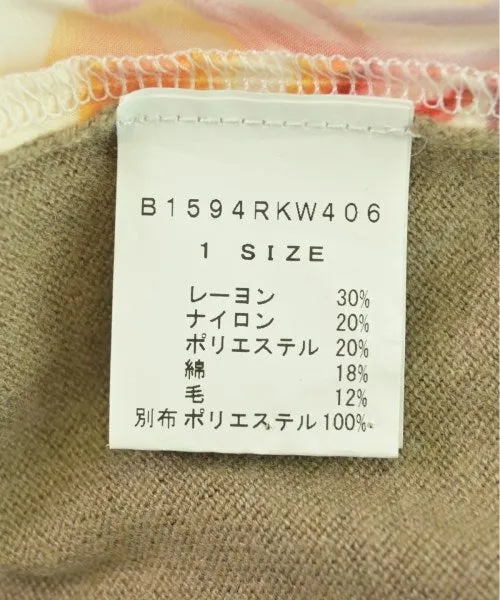 B1594RKW406
1 SIZE
レーヨン 30%
ナイロン 20%
ポリエステル 20%
綿 18%
毛 12%
別布 ポリエステル 100%